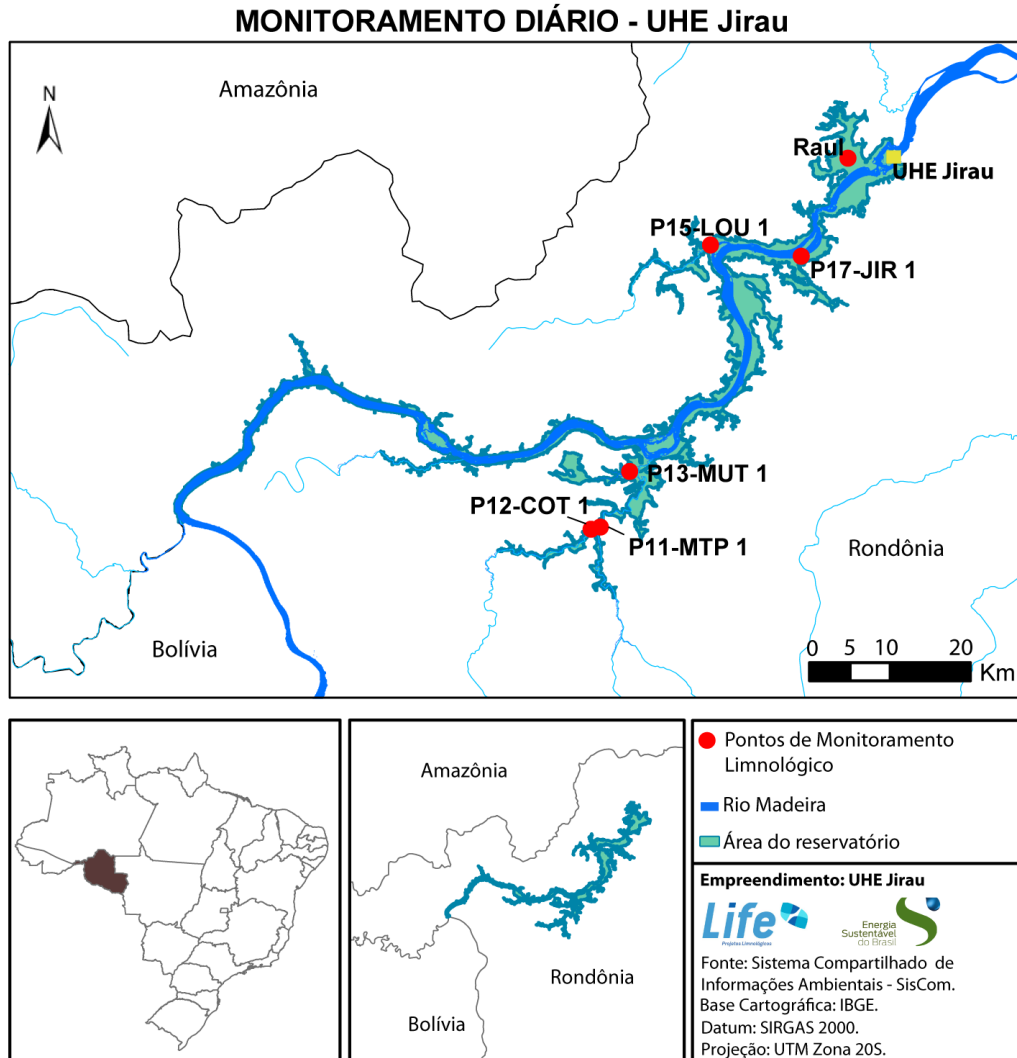 MONITORAMENTO DIÁRIO - UHE Jirau
N
Amazônia
Raul
UHE Jirau
P15-LOU 1
P17-JIR 1
P13-MUT 1
P12-COT 1
P11-MTP 1
Rondônia
Bolívia
0 5 10 20
Km
Amazônia
Rondônia
Bolívia
Pontos de Monitoramento
Limnológico
Rio Madeira
Área do reservatório
Empreendimento: UHE Jirau
Life
Projetos Limnológicos
Energia
Sustentável
do Brasil
Fonte: Sistema Compartilhado de
Informações Ambientais - SisCom.
Base Cartográfica: IBGE.
Datum: SIRGAS 2000.
Projeção: UTM Zona 20S.